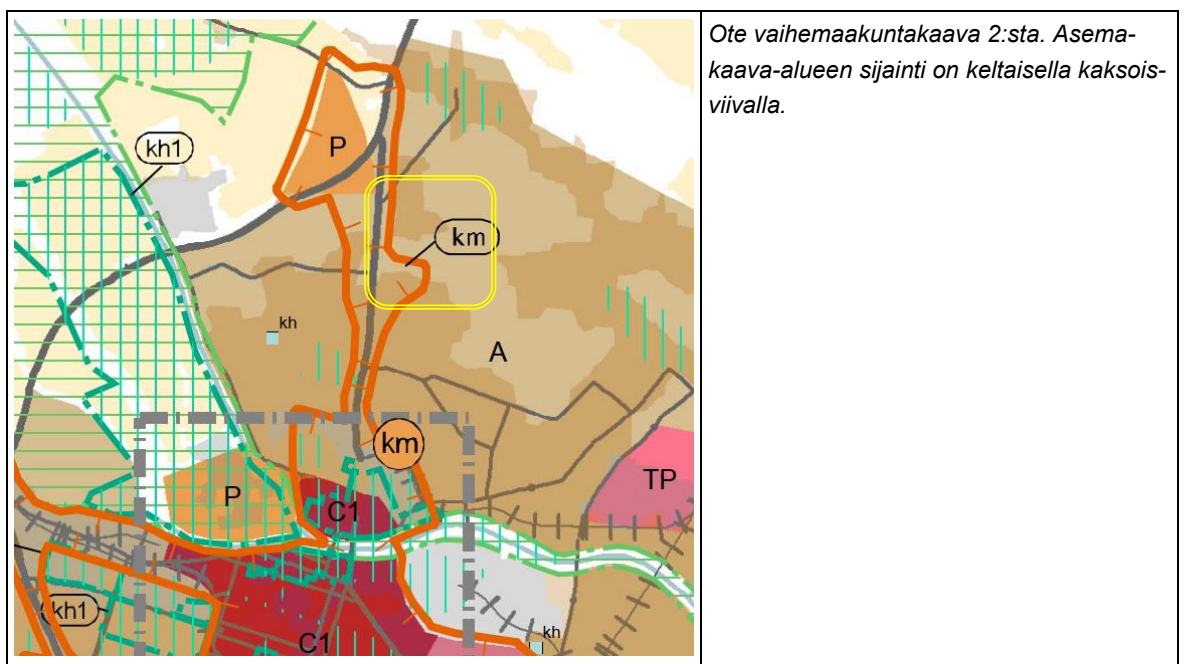 Ote vaihemaakuntakaava 2:sta. Asema-
kaava-alueen sijainti on keltaisella kaksois-
viivalla.
P
kh1
km
kh
A
km
TP
P
C1
kh1
C1
kh